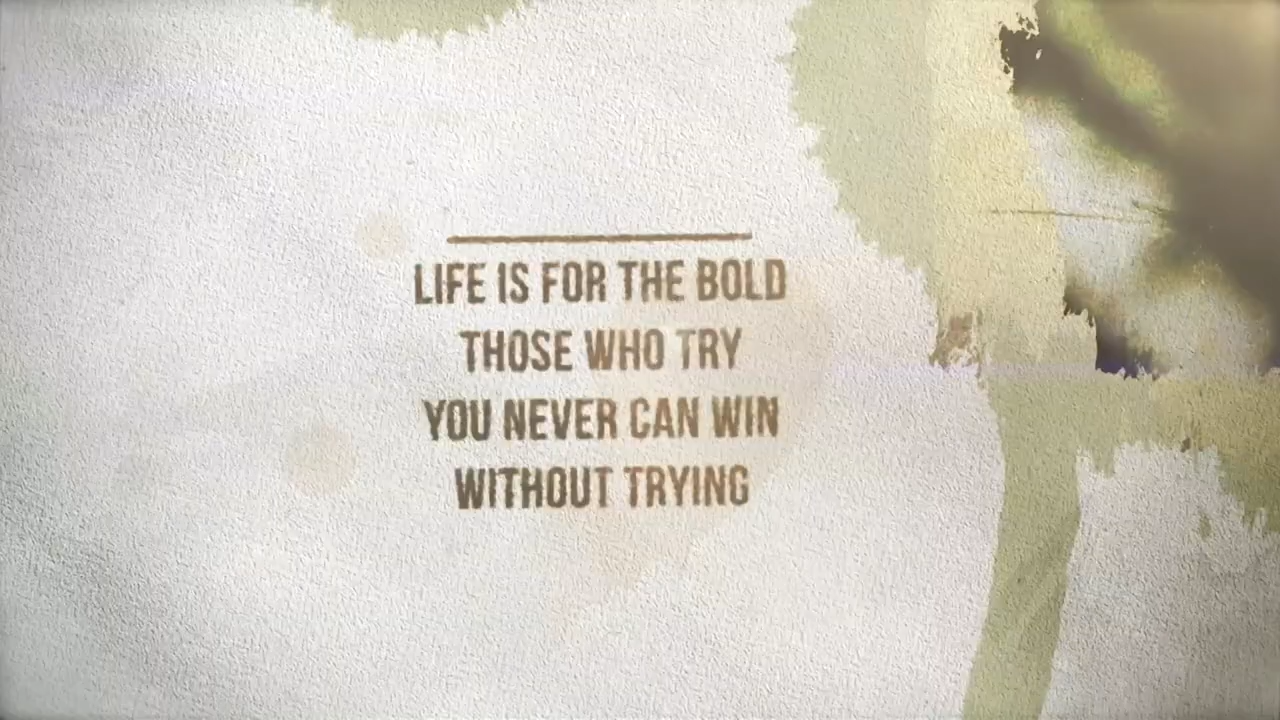 LIFE IS FOR THE BOLD
THOSE WHO TRY
YOU NEVER CAN WIN
WITHOUT TRYING